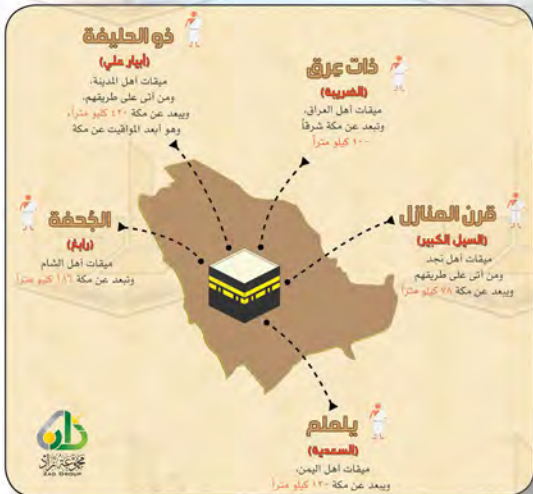 ذو الحليفة
(أبيار علي)
ميقات أهل المدينة،
ومن أتى على طريقهم،
ويبعد عن مكة ٤٢٠ كليو متراً،
وهو أبعد المواقيت عن مكة
ذات عرق
(الضريبة)
ميقات أهل العراق،
وتبعد عن مكة شرقاً
١٠٠ كيلو متراً
الجحفة
(رابغ)
ميقات أهل الشام
وتبعد عن مكة ١٨٦ كليو متراً
قرن المنازل
(السيل الكبير)
ميقات أهل نجد
ومن أتى على طريقهم
ويبعد عن مكة ٧٨ كيلو متراً
يلملم
(السعدية)
ميقات أهل اليمن،
ويبعد عن مكة ١٢٠ كيلو متراً
زاد
مجموعة زاد
ZAD GROUP